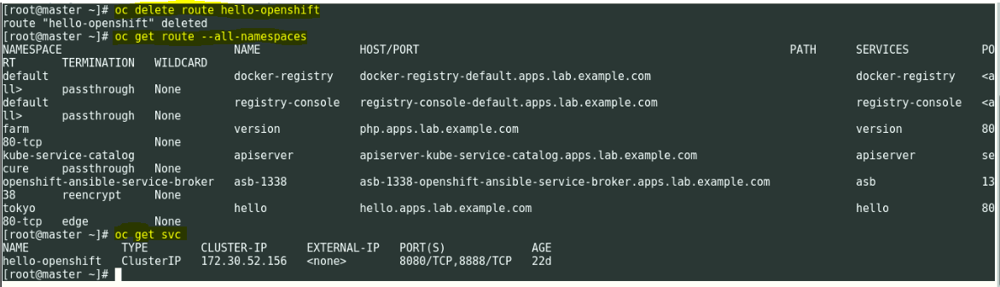 [root@master ~]# oc delete route hello-openshift
route "hello-openshift" deleted
[root@master ~]# oc get route --all-namespaces
NAMESPACE                          NAME               HOST/PORT                                                       PATH      SERVICES           PO
RT       TERMINATION   WILDCARD
default                            docker-registry    docker-registry-default.apps.lab.example.com                              docker-registry    <a
ll>      passthrough   None
default                            registry-console   registry-console-default.apps.lab.example.com                             registry-console   <a
ll>      passthrough   None
farm                               version            php.apps.lab.example.com                                                  version            80
80-tcp                 None
kube-service-catalog               apiserver          apiserver-kube-service-catalog.apps.lab.example.com                       apiserver          se
cure     passthrough   None
openshift-ansible-service-broker   asb-1338           asb-1338-openshift-ansible-service-broker.apps.lab.example.com             asb                13
38       reencrypt     None
tokyo                              hello              hello.apps.lab.example.com                                                hello              80
80-tcp   edge          None
[root@master ~]# oc get svc
NAME              TYPE        CLUSTER-IP      EXTERNAL-IP   PORT(S)             AGE
hello-openshift   ClusterIP   172.30.52.156   <none>        8080/TCP,8888/TCP   22d
[root@master ~]#